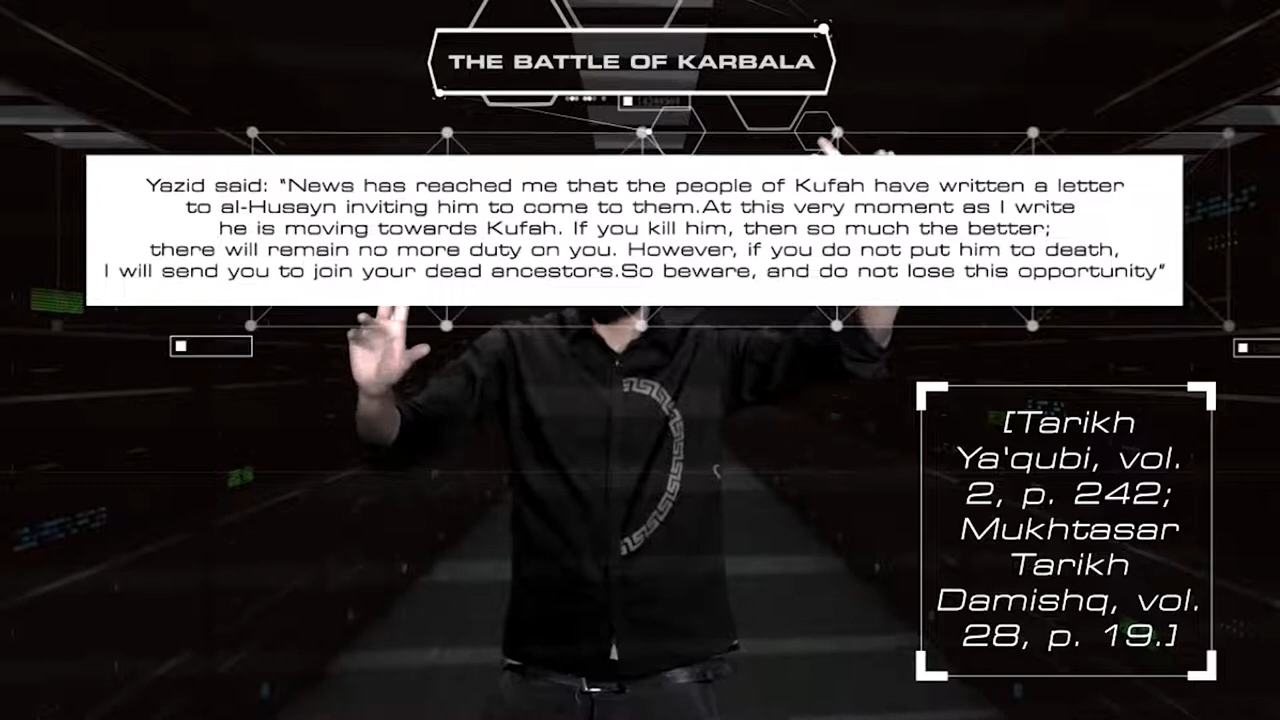 THE BATTLE OF KARBALA
Yazid said: "News has reached me that the people of Kufah have written a letter
to al-Husayn inviting him to come to them.At this very moment as I write
he is moving towards Kufah. If you kill him, then so much the better;
there will remain no more duty on you. However, if you do not put him to death,
I will send you to join your dead ancestors.So beware, and do not lose this opportunity"
[Tarikh
Ya'qubi, vol.
2, p. 242;
Mukhtasar
Tarikh
Damishq, vol.
28, p. 19.]